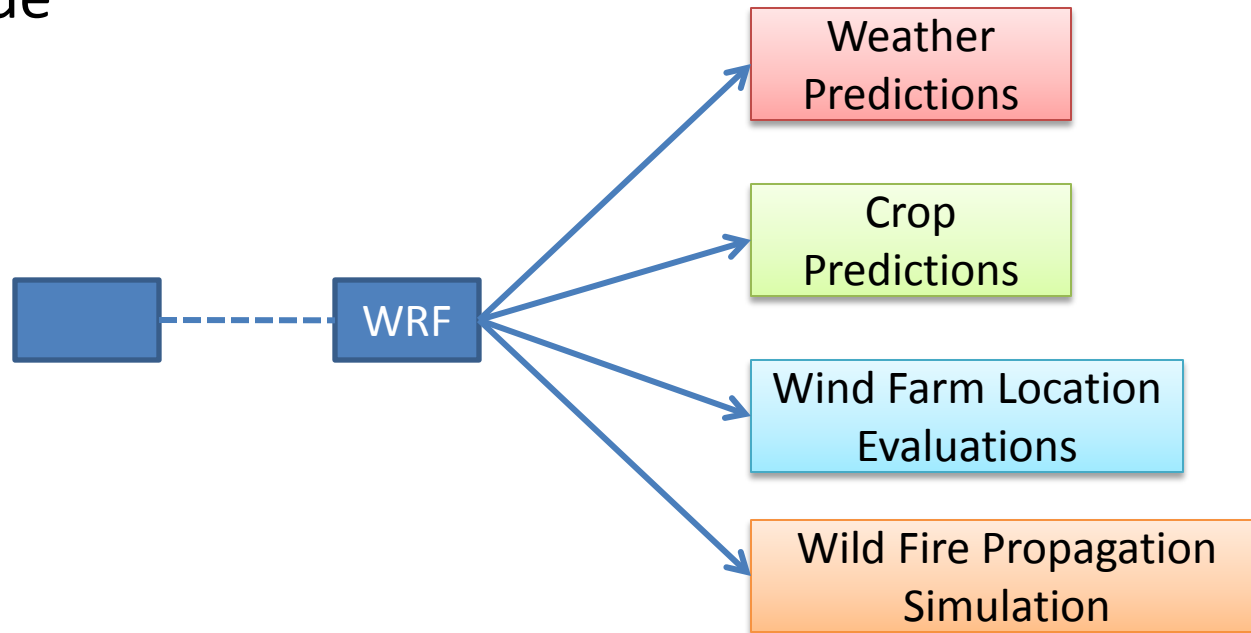 Weather
Predictions
Crop
Predictions
WRF
Wind Farm Location
Evaluations
Wild Fire Propagation
Simulation